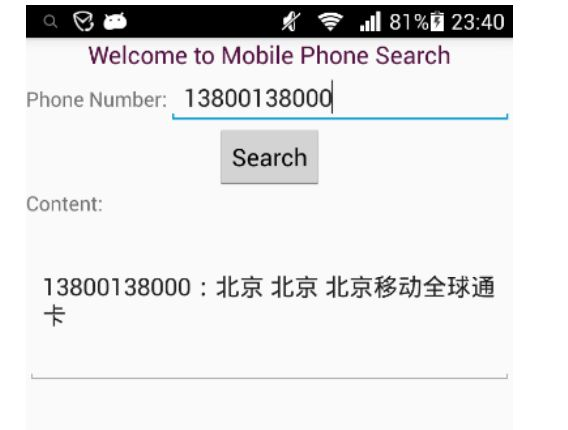 81% 23:40
Welcome to Mobile Phone Search
Phone Number: 13800138000
Search
Content:
13800138000：北京 北京 北京移动全球通
卡